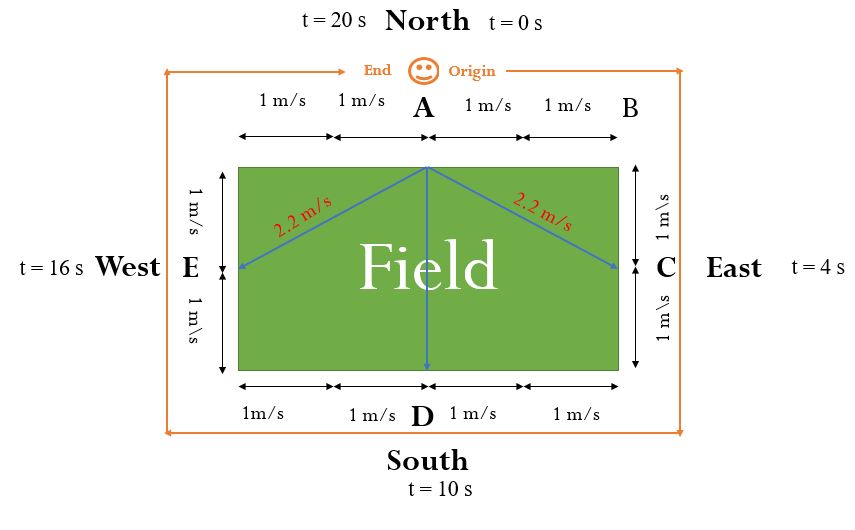 t = 20 s North t = 0 s
End Origin
1 m/s 1 m/s A 1 m/s 1 m/s B
1 m/s 2.2 m/s 2.2 m/s 1 m\s
t = 16 s West E Field C East t = 4 s
1 m\s 1 m\s
1m/s 1 m/s D 1 m/s 1 m/s
South
t = 10 s